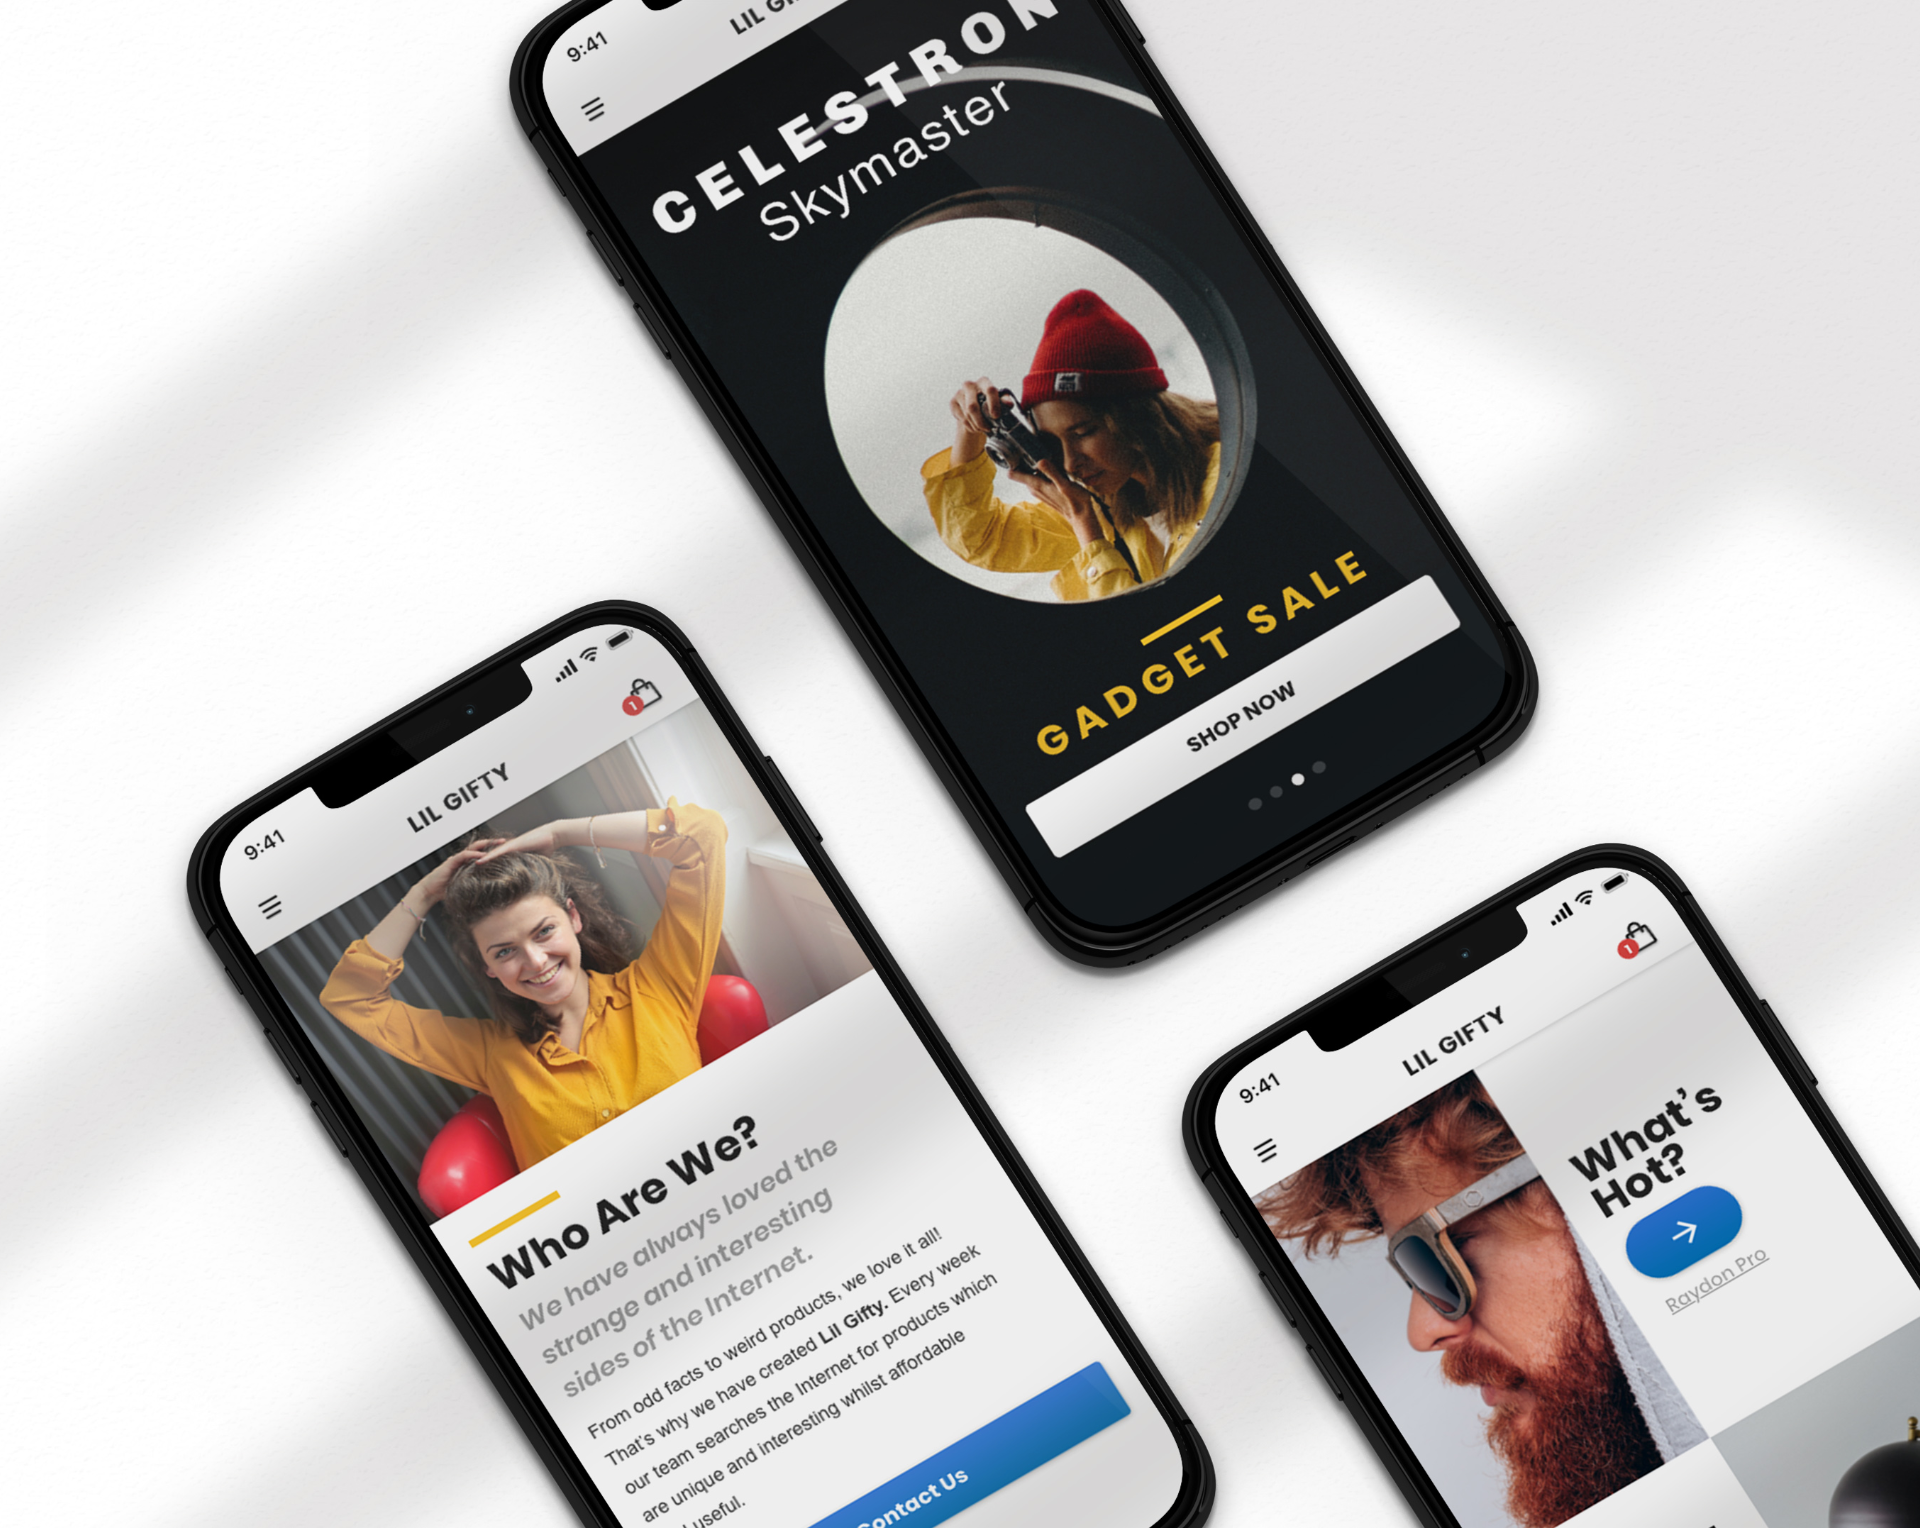 9:41
LIL GI
CELESTRON
Skymaster
GADGET SALE
SHOP NOW
9:41
1
LIL GIFTY
Who Are We?
We have always loved the
strange and interesting
sides of the Internet.
From odd facts to weird products, we love it all!
That's why we have created Lil Gifty. Every week
our team searches the Internet for products which
are unique and interesting whilst affordable
useful.
Contact Us
9:41
1
LIL GIFTY
What's
Hot?
Raydon Pro